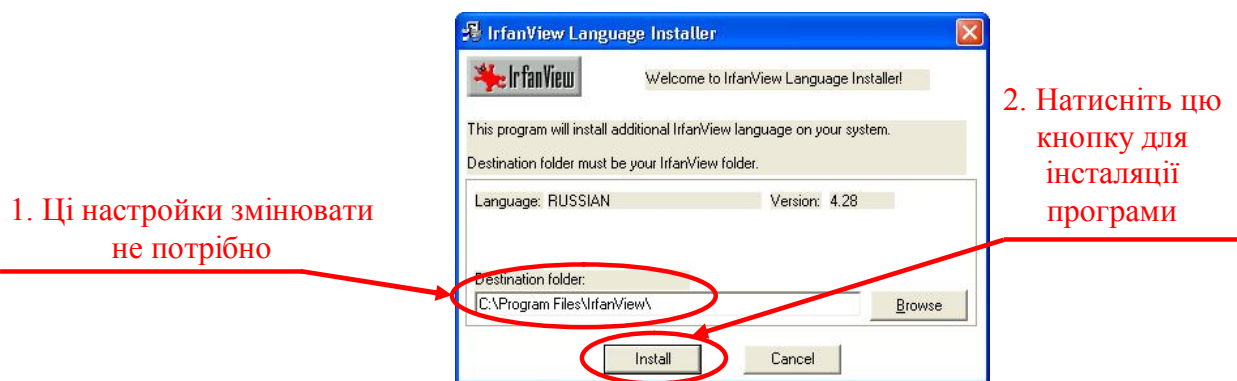 IrfanView Language Installer
IrfanView
Welcome to IrfanView Language Installer!
This program will install additional IrfanView language on your system.
Destination folder must be your IrfanView folder.
Language: RUSSIAN
Version: 4.28
Destination folder:
C:\Program Files\IrfanView\
Browse
Install
Cancel
1. Ці настройки змінювати
не потрібно
2. Натисніть цю
кнопку для
інсталяції
програми